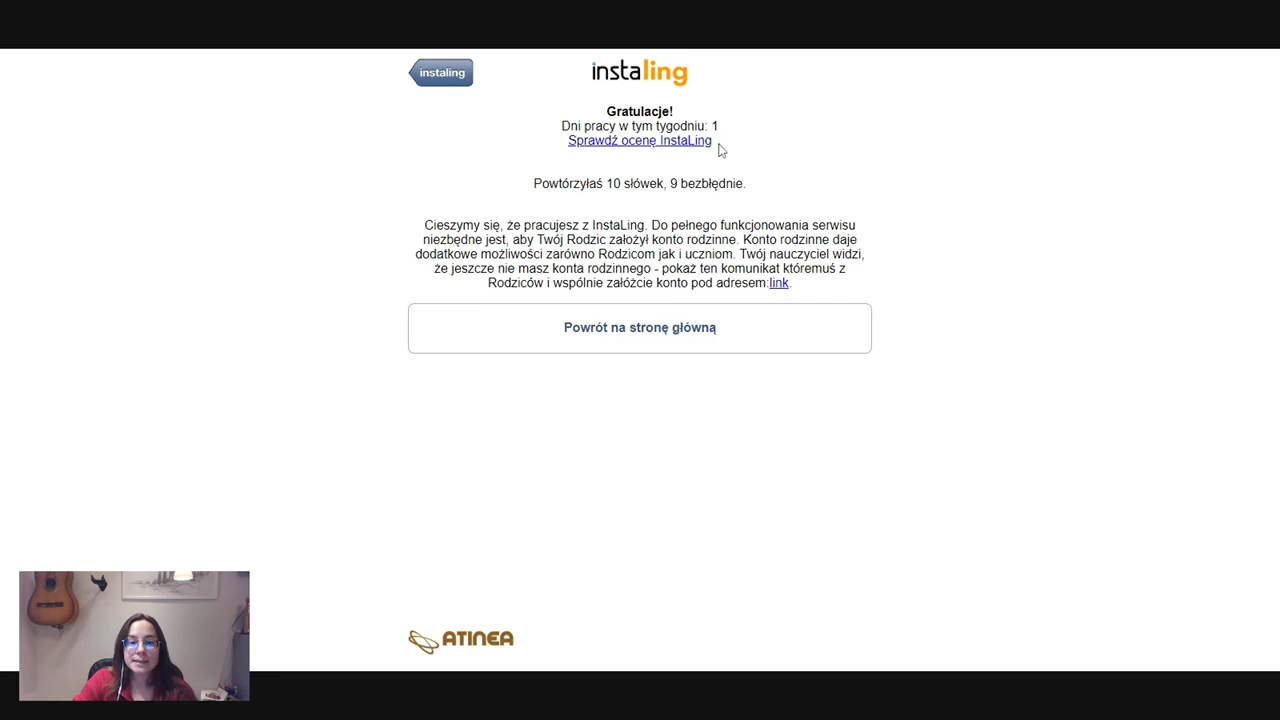 instaling
instaling
Gratulacje!
Dni pracy w tym tygodniu: 1
Sprawdź ocenę InstaLing
Powtórzyłaś 10 słówek, 9 bezbłędnie.
Cieszymy się, że pracujesz z InstaLing. Do pełnego funkcjonowania serwisu
niezbędne jest, aby Twój Rodzic założył konto rodzinne. Konto rodzinne daje
dodatkowe możliwości zarówno Rodzicom jak i uczniom. Twój nauczyciel widzi,
że jeszcze nie masz konta rodzinnego - pokaż ten komunikat któremuś z
Rodziców i wspólnie załóżcie konto pod adresem:link.
Powrót na stronę główną
ATINEA